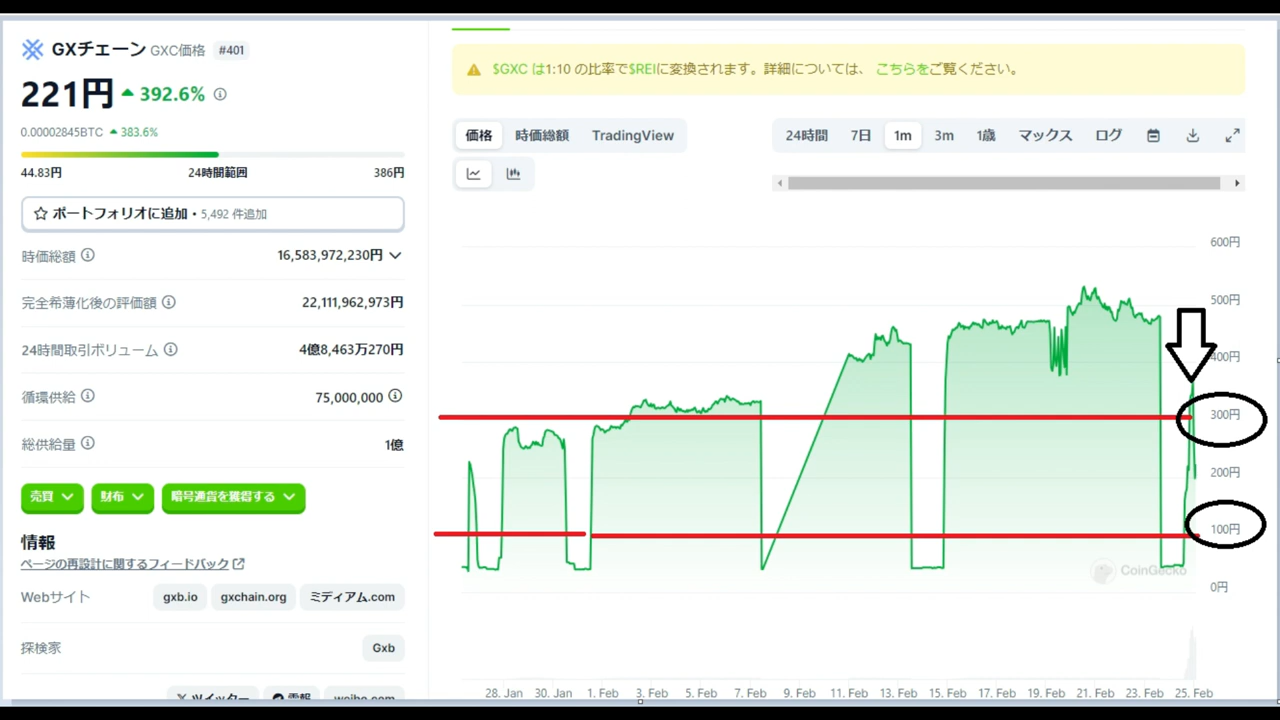 GXチェーン GXC価格 #401
221円 392.6%
0.00002845BTC 383.6%
44.83円 24時間範囲 386円
ポートフォリオに追加 • 5,492 件追加
時価総額 16,583,972,230円
完全希薄化後の評価額 22,111,962,973円
24時間取引ボリューム 4億8,463万270円
循環供給 75,000,000
総供給量 1億
売買 財布 暗号通貨を獲得する
情報
ページの再設計に関するフィードバック
Webサイト gxb.io gxchain.org ミディアム.com
探検家 Gxb
ツイッター 電報 weibo.com
$GXC は1:10 の比率で$REIに変換されます。詳細については、 こちらをご覧ください。
価格 時価総額 TradingView
24時間 7日 1m 3m 1歳 マックス ログ
600円
500円
400円
300円
200円
100円
0円
CoinGecko
28. Jan 30. Jan 1. Feb 3. Feb 5. Feb 7. Feb 9. Feb 11. Feb 13. Feb 15. Feb 17. Feb 19. Feb 21. Feb 23. Feb 25. Feb